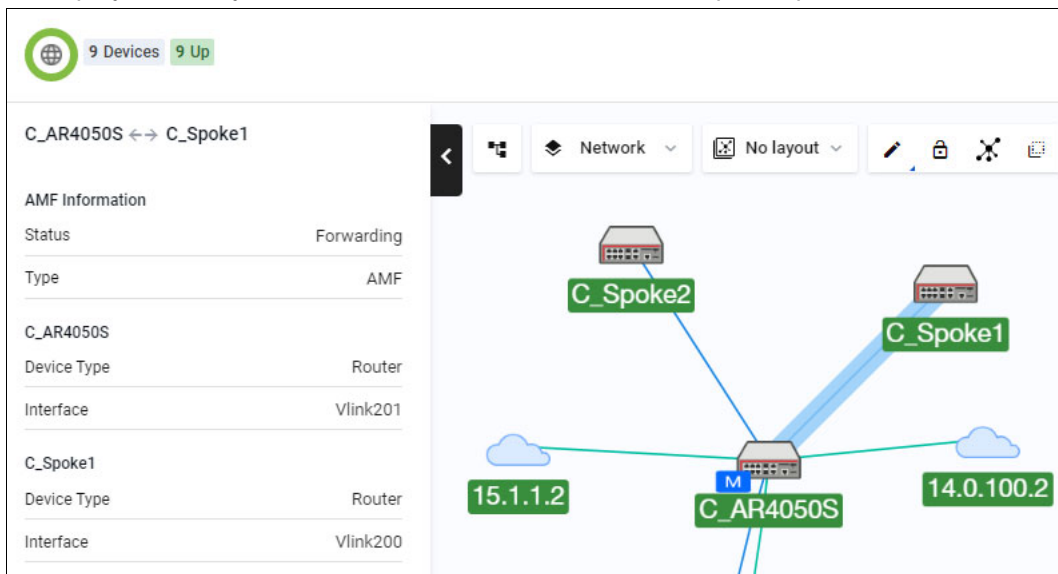 9 Devices 9 Up
C_AR4050S ←→ C_Spoke1
AMF Information
Status Forwarding
Type AMF
C_AR4050S
Device Type Router
Interface Vlink201
C_Spoke1
Device Type Router
Interface Vlink200
Network No layout
C_Spoke2
C_Spoke1
15.1.1.2
M
C_AR4050S
14.0.100.2